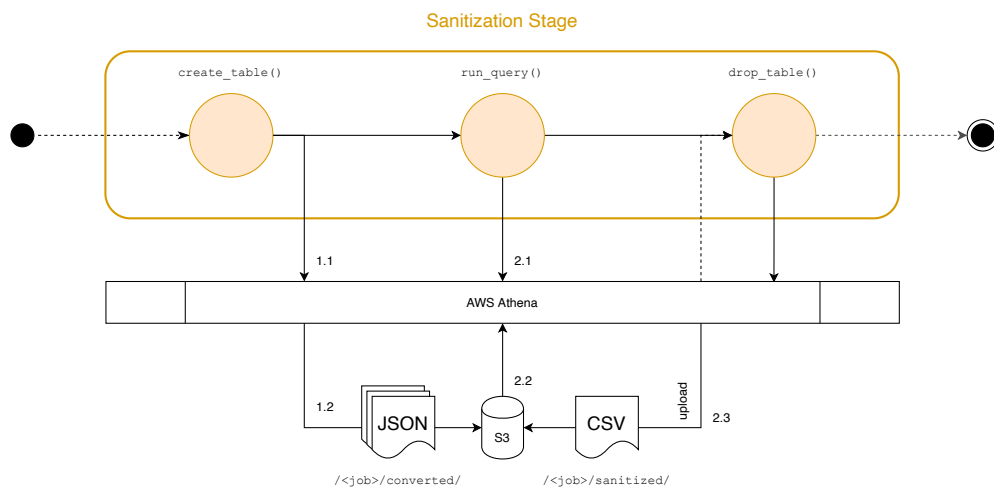 Sanitization Stage
create_table()
run_query()
drop_table()
1.1
2.1
AWS Athena
1.2
2.2
upload
2.3
JSON
S3
CSV
/<job>/converted/
/<job>/sanitized/